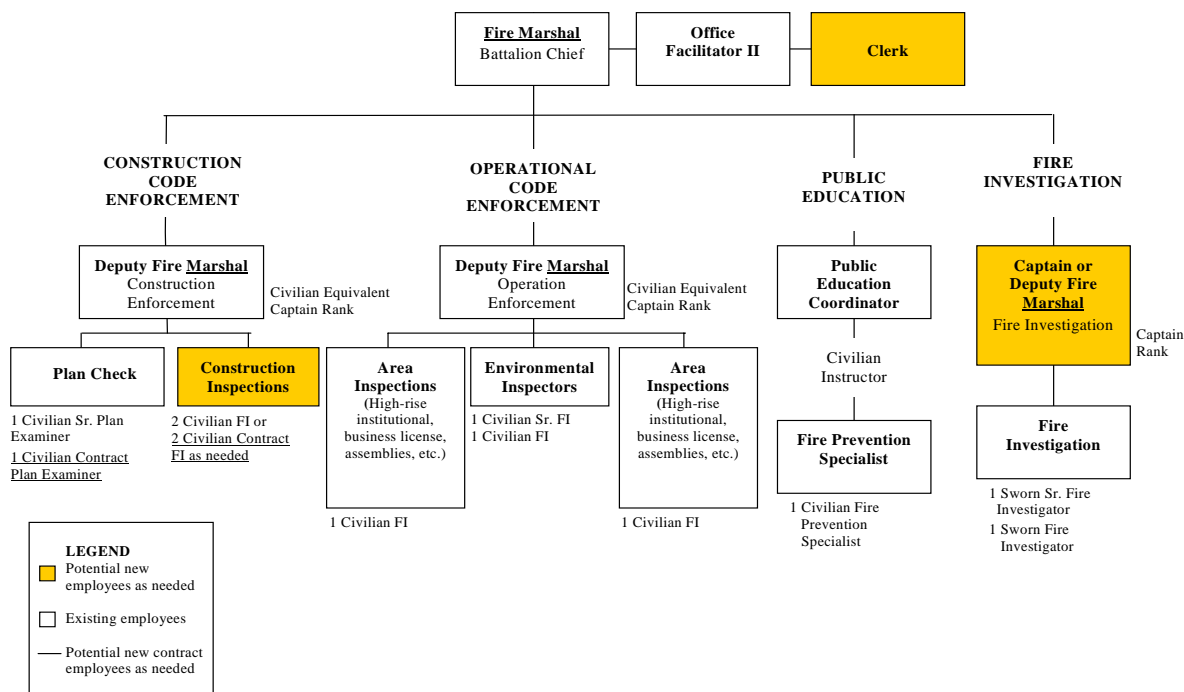 Fire Marshal
Battalion Chief
Office
Facilitator II
Clerk
CONSTRUCTION
CODE
ENFORCEMENT
OPERATIONAL
CODE
ENFORCEMENT
PUBLIC
EDUCATION
FIRE
INVESTIGATION
Deputy Fire Marshal
Construction
Enforcement
Civilian Equivalent
Captain Rank
Deputy Fire Marshal
Operation
Enforcement
Civilian Equivalent
Captain Rank
Public
Education
Coordinator
Captain or
Deputy Fire
Marshal
Fire Investigation
Captain
Rank
Plan Check
Construction
Inspections
Area
Inspections
(High-rise
institutional,
business license,
assemblies, etc.)
Environmental
Inspectors
Area
Inspections
(High-rise
institutional,
business license,
assemblies, etc.)
Civilian
Instructor
1 Civilian Sr. Plan
Examiner
1 Civilian Contract
Plan Examiner
2 Civilian FI or
2 Civilian Contract
FI as needed
1 Civilian Sr. FI
1 Civilian FI
Fire Prevention
Specialist
Fire
Investigation
1 Civilian FI
1 Civilian FI
1 Civilian Fire
Prevention
Specialist
1 Sworn Sr. Fire
Investigator
1 Sworn Fire
Investigator
LEGEND
Potential new
employees as needed
Existing employees
Potential new contract
employees as needed